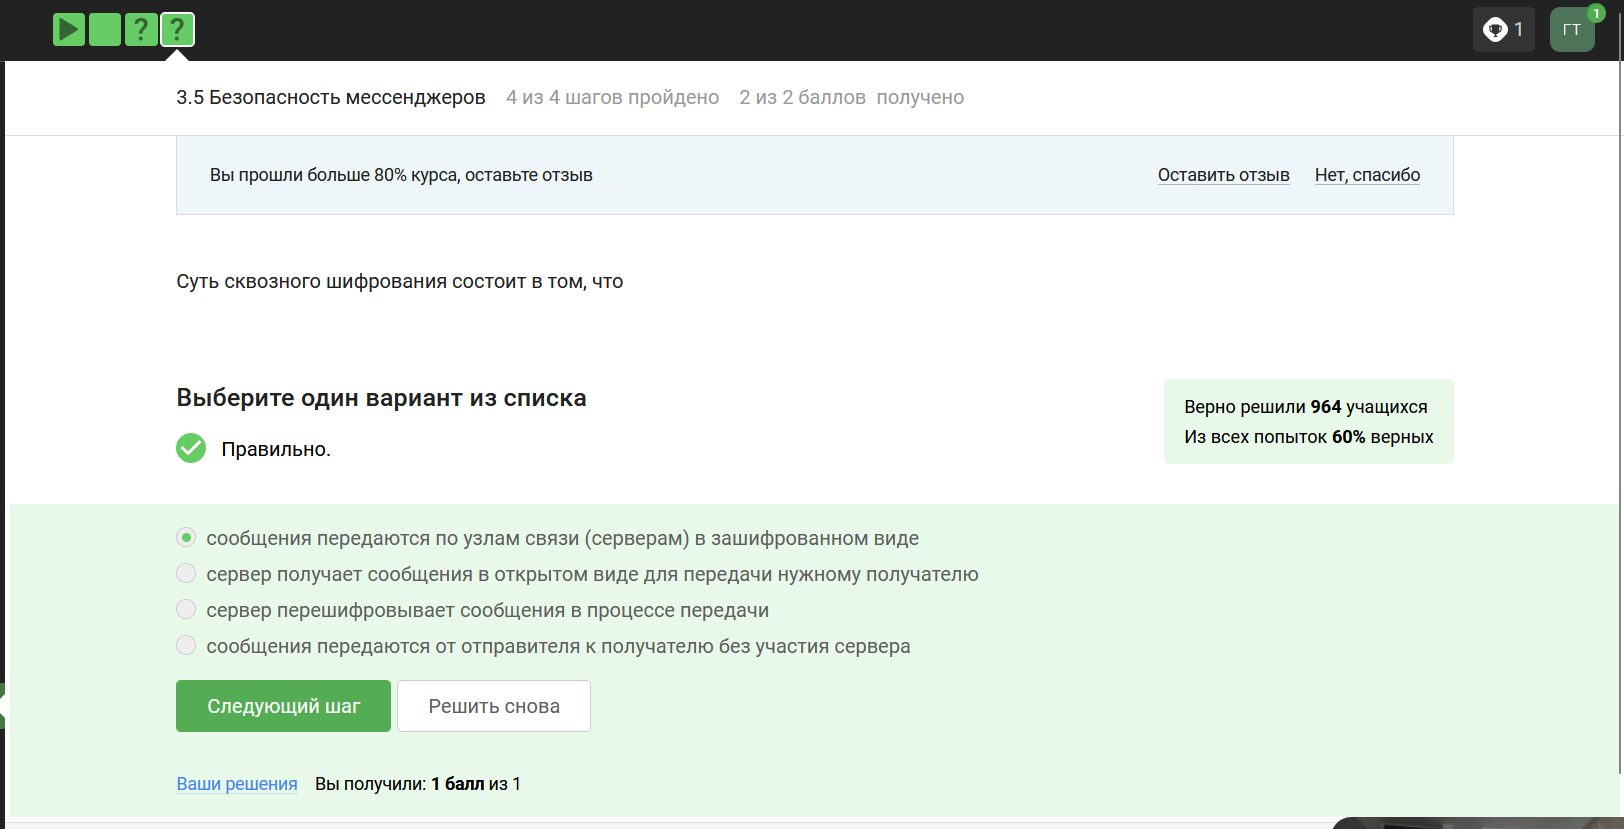 ? ?
1
ГТ
1
3.5 Безопасность мессенджеров 4 из 4 шагов пройдено 2 из 2 баллов получено
Вы прошли больше 80% курса, оставьте отзыв Оставить отзыв Нет, спасибо
Суть сквозного шифрования состоит в том, что
Выберите один вариант из списка
Правильно.
Верно решили 964 учащихся
Из всех попыток 60% верных
сообщения передаются по узлам связи (серверам) в зашифрованном виде
сервер получает сообщения в открытом виде для передачи нужному получателю
сервер перешифровывает сообщения в процессе передачи
сообщения передаются от отправителя к получателю без участия сервера
Следующий шаг Решить снова
Ваши решения Вы получили: 1 балл из 1